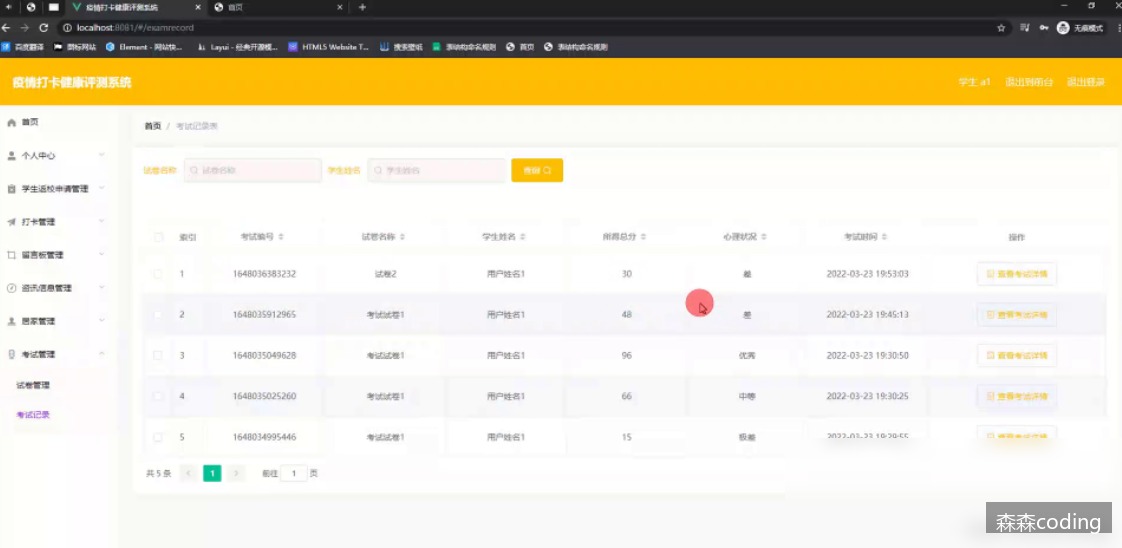 疫情打卡健康评测系统 首页
localhost:8081/#/examrecord 无痕模式
百度翻译 图标网站 Element - 网站快... Layui - 经典开源模... HTML5 Website T... 搜索壁纸 表结构命名规则 首页 表结构命名规则
疫情打卡健康评测系统 学生 a1 退出到前台 退出登录
首页
个人中心
学生返校申请管理
打卡管理
留言板管理
资讯信息管理
居家管理
考试管理
试卷管理
考试记录
首页 / 考试记录表
试卷名称 试卷名称 学生姓名 学生姓名 查询
索引 考试编号 试卷名称 学生姓名 所得总分 心理状况 考试时间 操作
1 1648036383232 试卷2 用户姓名1 30 差 2022-03-23 19:53:03 查看考试详情
2 1648035912965 考试试卷1 用户姓名1 48 差 2022-03-23 19:45:13 查看考试详情
3 1648035049628 考试试卷1 用户姓名1 96 优秀 2022-03-23 19:30:50 查看考试详情
4 1648035025260 考试试卷1 用户姓名1 66 中等 2022-03-23 19:30:25 查看考试详情
5 1648034995446 考试试卷1 用户姓名1 15 极差 2022-03-23 19:29:55 查看考试详情
共 5 条 1 前往 1 页
森森coding